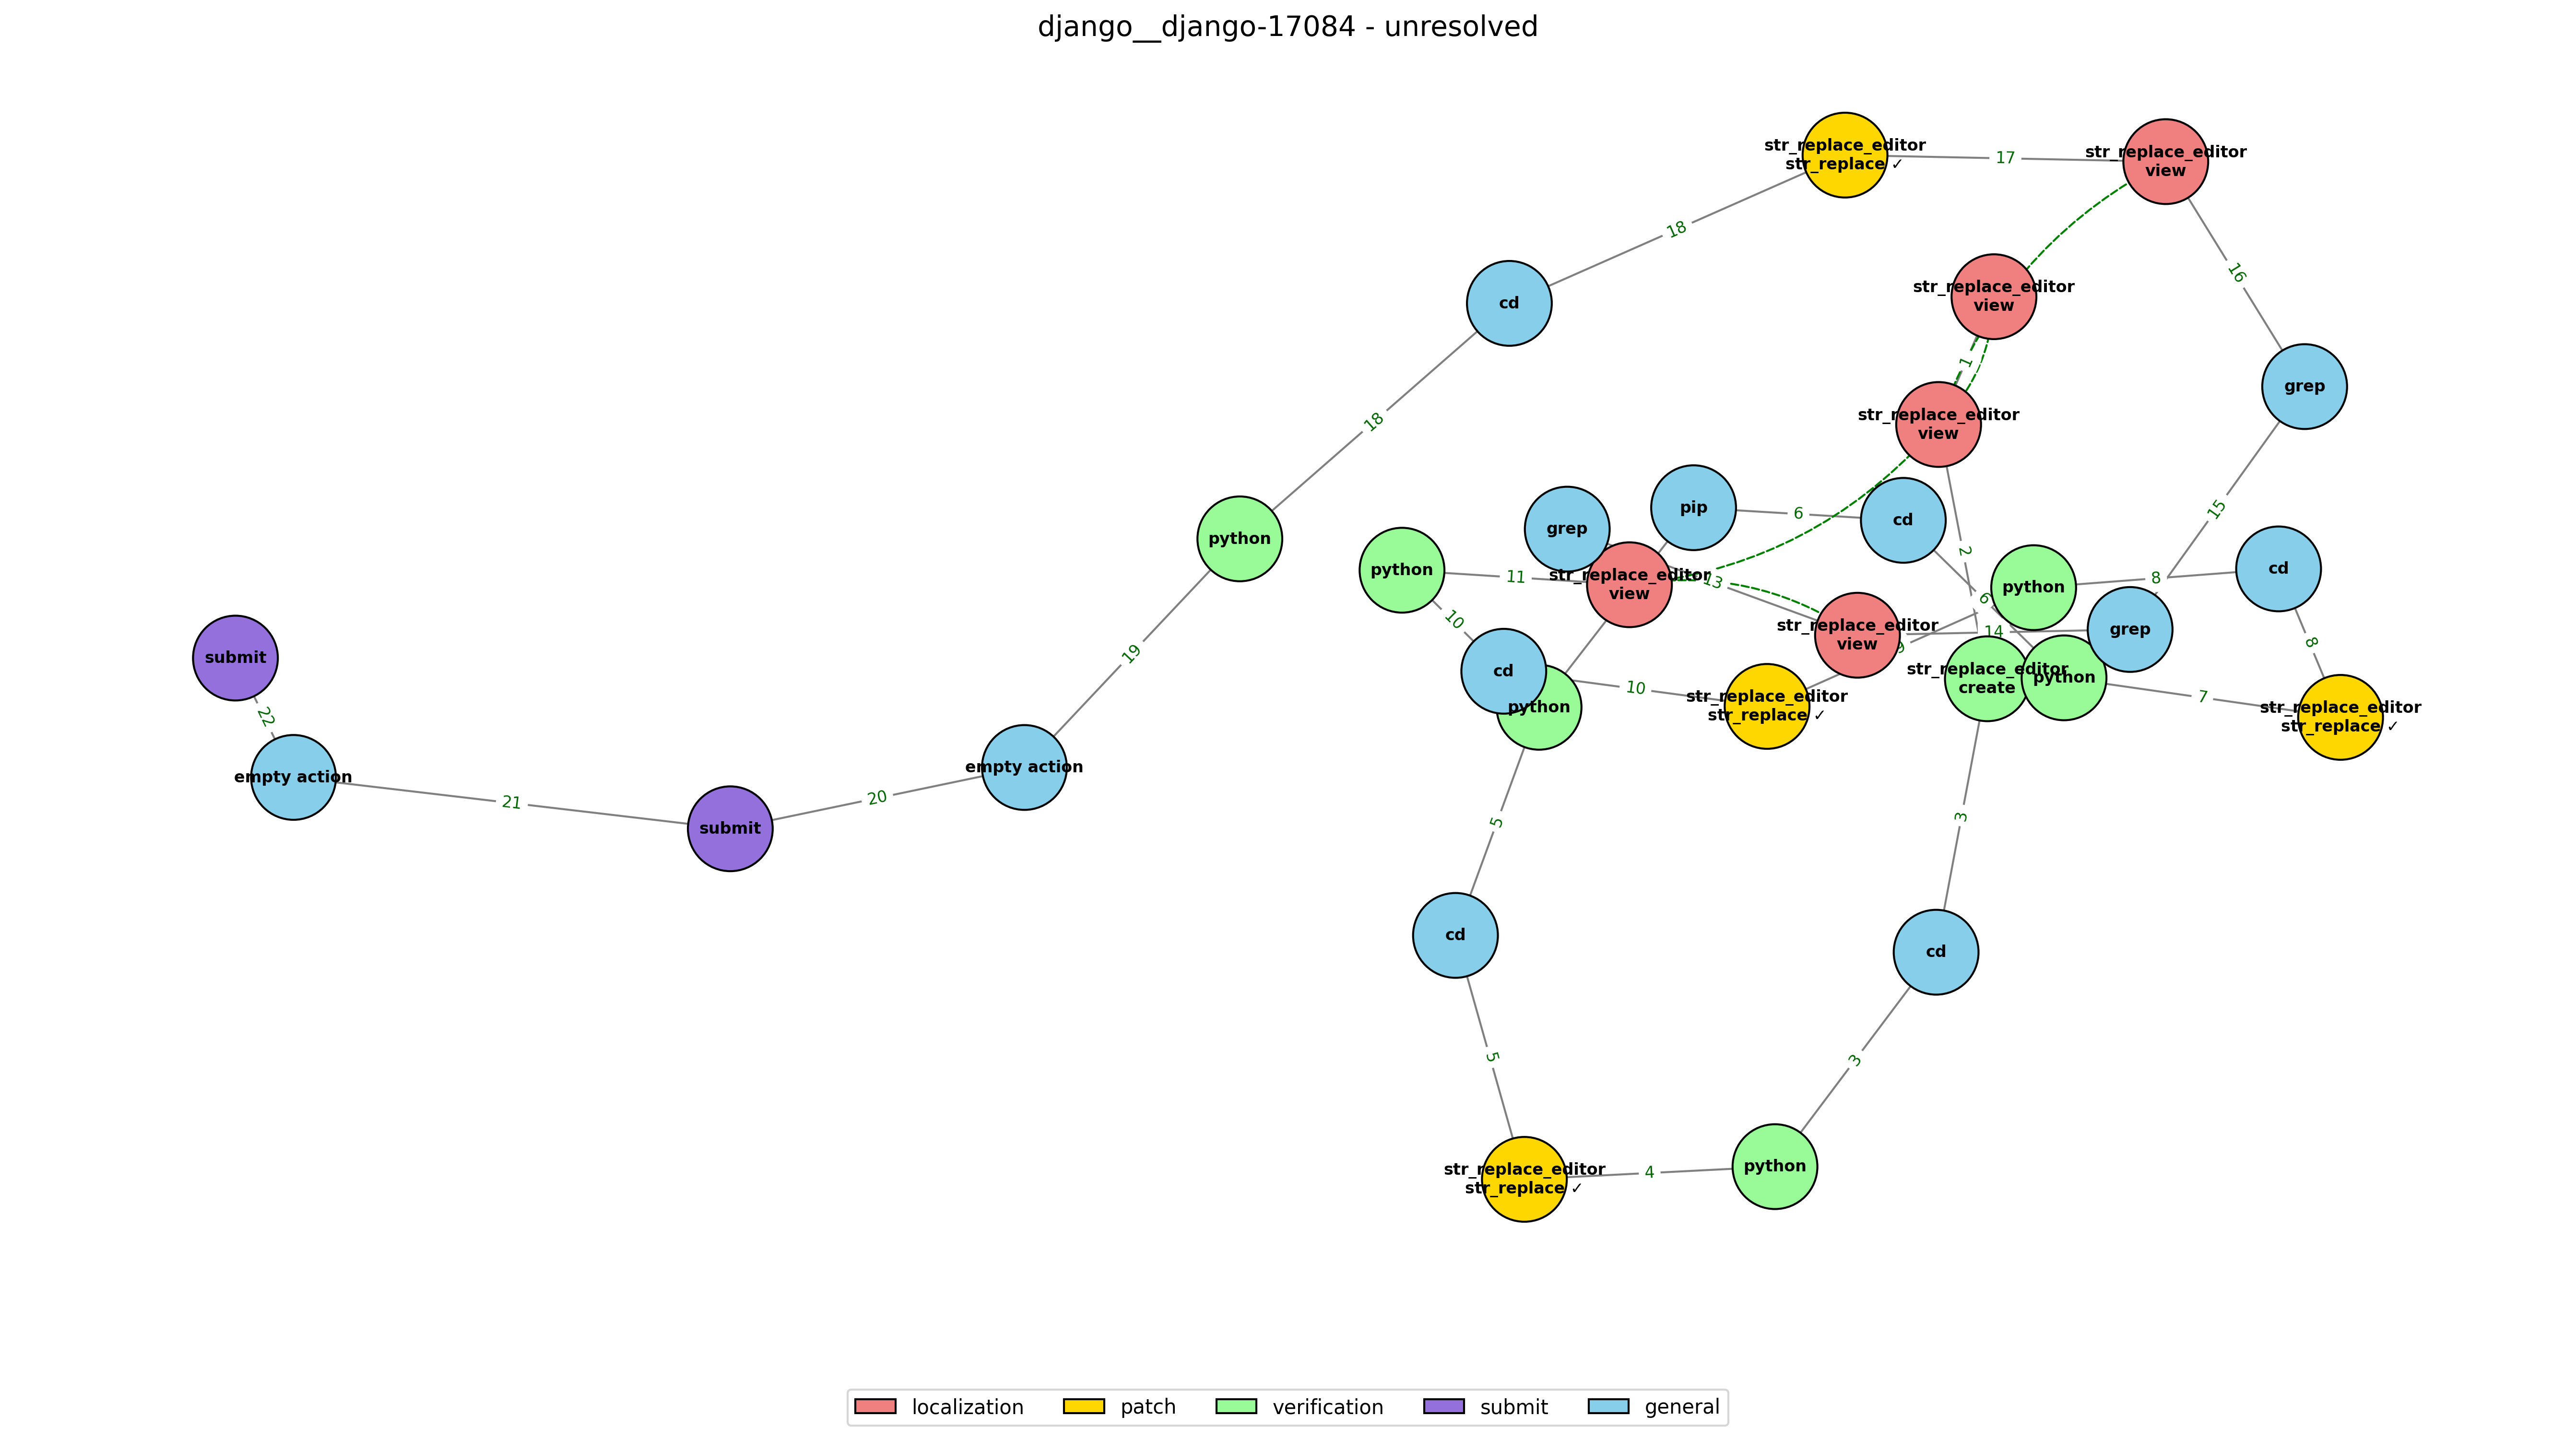 django__django-17084 - unresolved
str_replace_editor
str_replace ✓
17
str_replace_editor
view
18
cd
16
str_replace_editor
view
1
grep
18
str_replace_editor
view
15
python
grep
pip
6
cd
2
python
11
str_replace_editor
view
13
6
python
8
cd
10
str_replace_editor
view
9
14
grep
8
19
cd
python
10
str_replace_editor
str_replace ✓
str_replace_editor
create
python
7
str_replace_editor
str_replace ✓
submit
22
empty action
21
submit
20
empty action
5
3
cd
cd
5
3
str_replace_editor
str_replace ✓
4
python
localization
patch
verification
submit
general